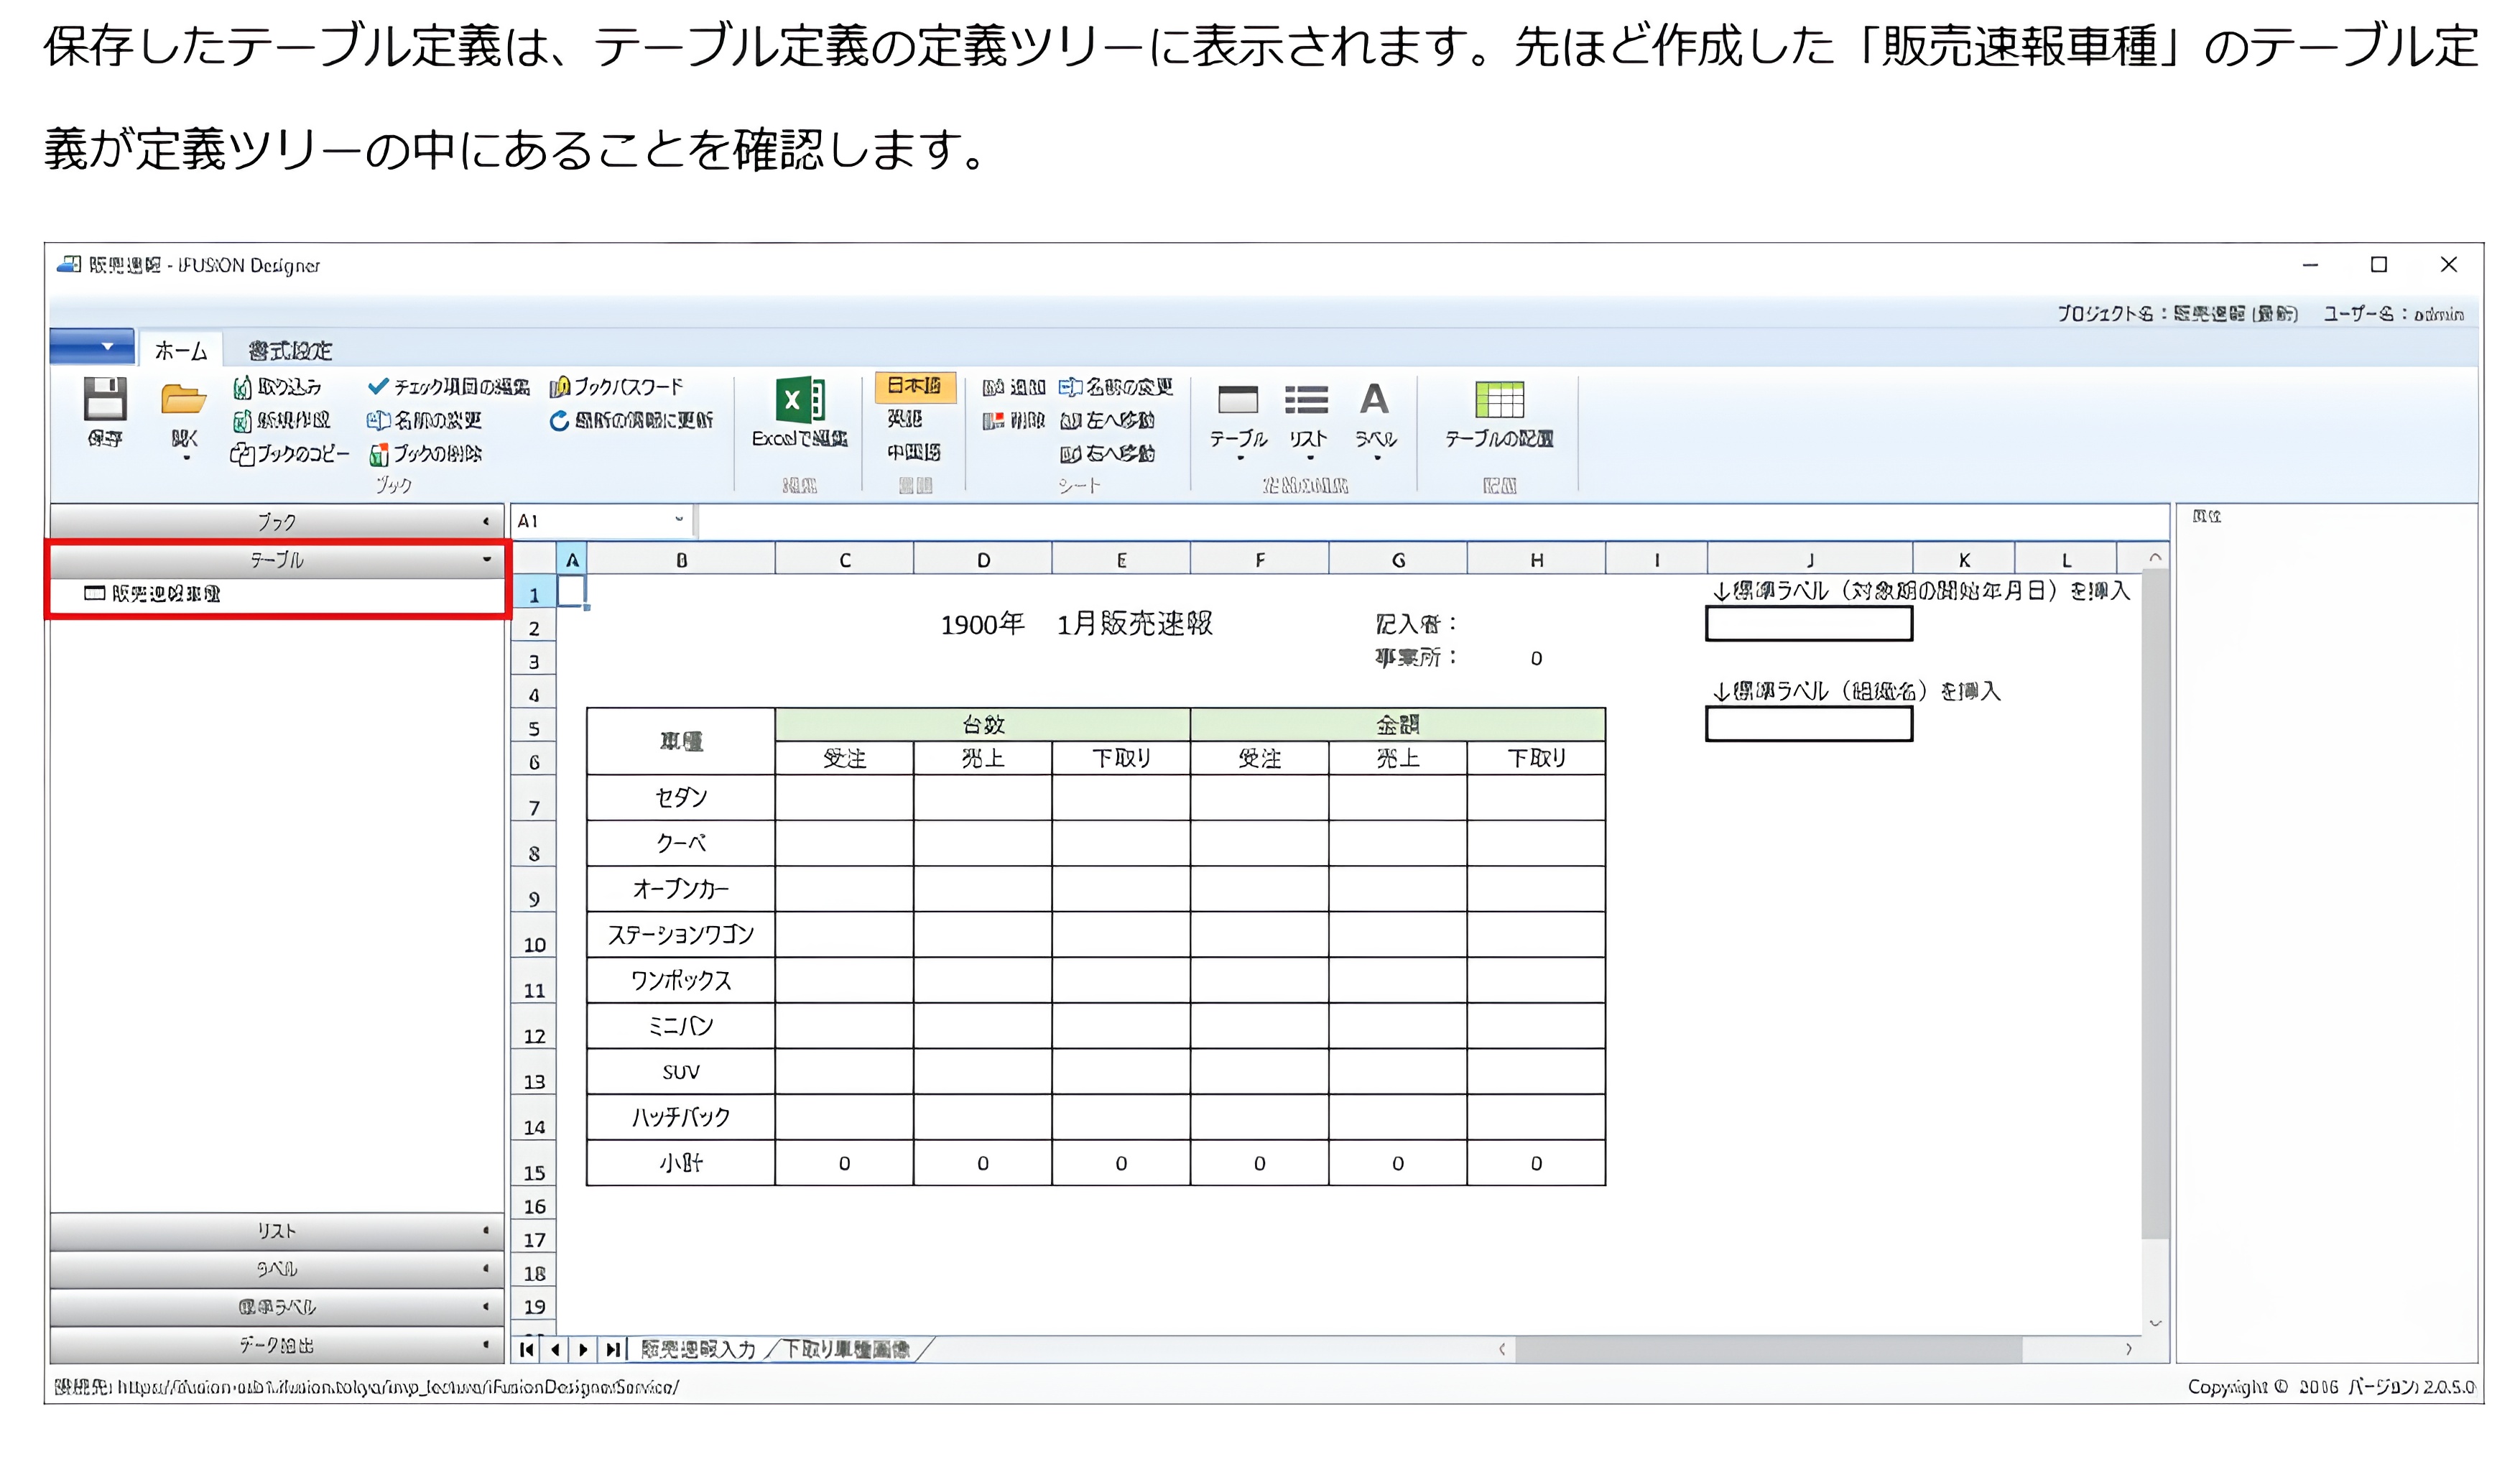 保存したテーブル定義は、テーブル定義の定義ツリーに表示されます。先ほど作成した「販売速報車種」のテーブル定
義が定義ツリーの中にあることを確認します。
販売速報 - iFUSION Designer
プロジェクト名：販売速報 (最新) ユーザー名：admin
ホーム 書式設定
保存 開く
取り込み チェック項目の編集 ブックパスワード
新規作成 名前の変更 最新の情報に更新
ブックのコピー ブックの削除
ブック
Excelで編集
編集
日本語
英語
中国語
言語
追加 名前の変更
削除 左へ移動
右へ移動
シート
テーブル リスト ラベル
テーブルの配置
配置
ブック
テーブル
販売速報車種
リスト
ラベル
標準ラベル
データ抽出
A1
A B C D E F G H I J K L
1 ↓標準ラベル（対象期の開始年月日）を挿入
2 1900年 1月販売速報 記入者：
3 事業所： 0
4 ↓標準ラベル（組織名）を挿入
5 車種 台数 金額
6 受注 売上 下取り 受注 売上 下取り
7 セダン
8 クーペ
9 オープンカー
10 ステーションワゴン
11 ワンボックス
12 ミニバン
13 SUV
14 ハッチバック
15 小計 0 0 0 0 0 0
16
17
18
19
販売速報入力 下取り車種画像
属性
Copyright © 2016 バージョン: 2.0.5.0